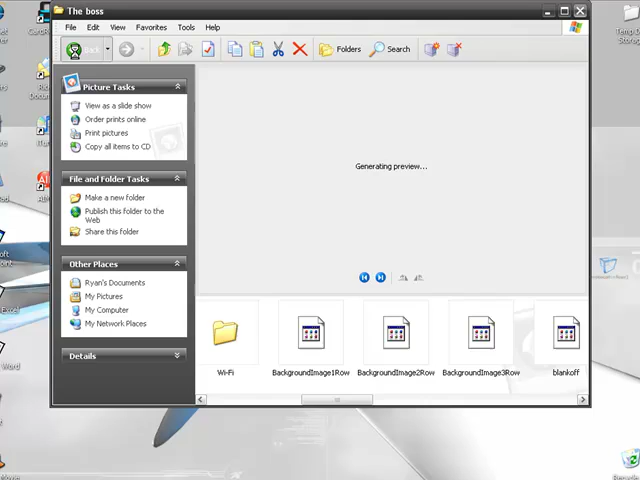 The boss
File Edit View Favorites Tools Help
Back Folders Search
Picture Tasks
View as a slide show
Order prints online
Print pictures
Copy all items to CD
File and Folder Tasks
Make a new folder
Publish this folder to the
Web
Share this folder
Other Places
Ryan's Documents
My Pictures
My Computer
My Network Places
Details
Generating preview...
Wi-Fi BackgroundImage1Row BackgroundImage2Row BackgroundImage3Row blankoff
Word